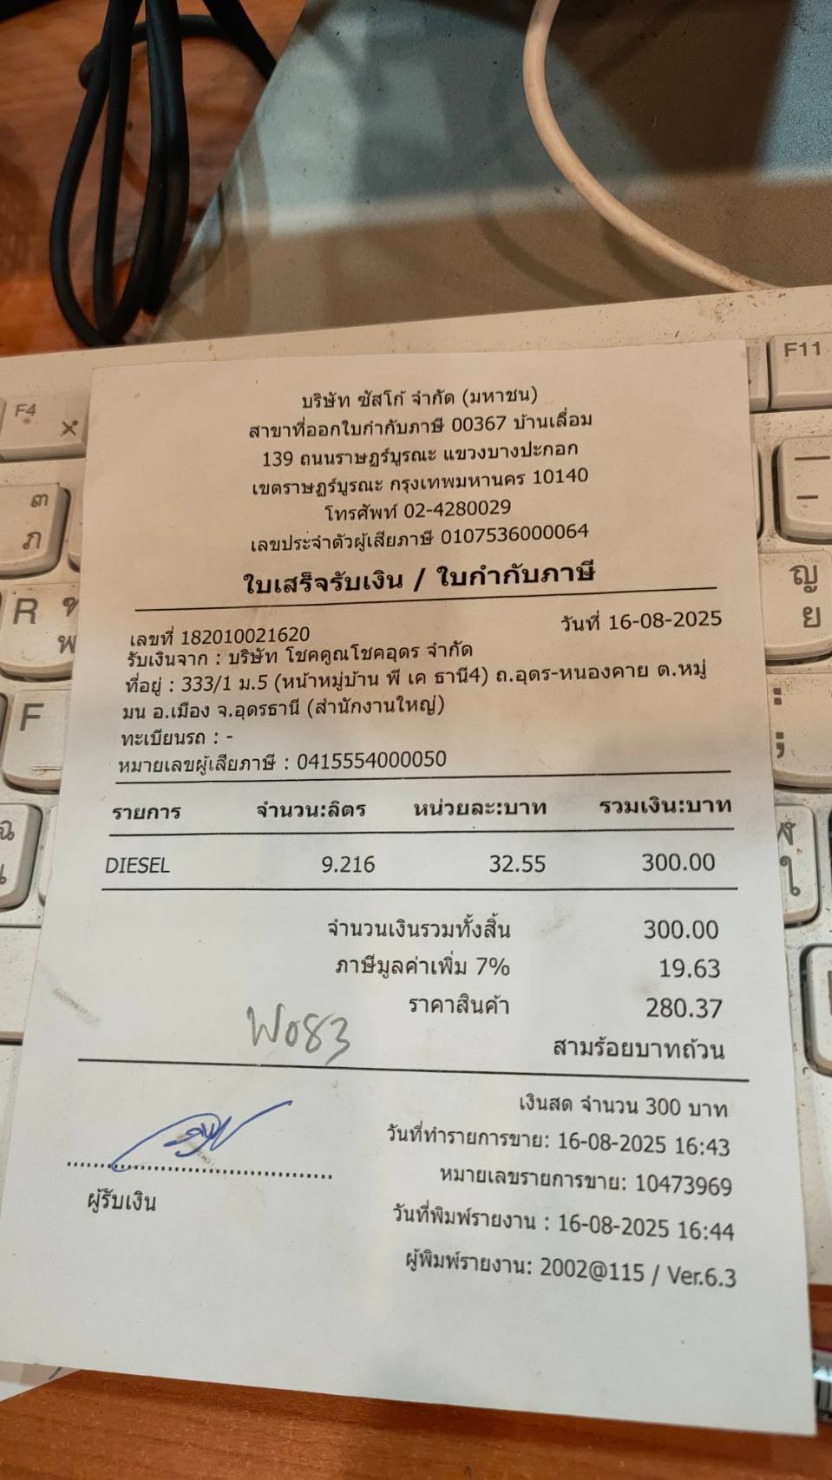 บริษัท ซัสโก้ จำกัด (มหาชน)
สาขาที่ออกใบกำกับภาษี 00367 บ้านเลื่อม
139 ถนนราษฎร์บูรณะ แขวงบางปะกอก
เขตราษฎร์บูรณะ กรุงเทพมหานคร 10140
โทรศัพท์ 02-4280029
เลขประจำตัวผู้เสียภาษี 0107536000064
ใบเสร็จรับเงิน / ใบกำกับภาษี
เลขที่ 182010021620 วันที่ 16-08-2025
รับเงินจาก : บริษัท โชคคูณโชคอุดร จำกัด
ที่อยู่ : 333/1 ม.5 (หน้าหมู่บ้าน พี เค ธานี4) ถ.อุดร-หนองคาย ต.หมู่
มน อ.เมือง จ.อุดรธานี (สำนักงานใหญ่)
ทะเบียนรถ : -
หมายเลขผู้เสียภาษี : 0415554000050
รายการ จำนวน:ลิตร หน่วยละ:บาท รวมเงิน:บาท
DIESEL 9.216 32.55 300.00
จำนวนเงินรวมทั้งสิ้น 300.00
ภาษีมูลค่าเพิ่ม 7% 19.63
ราคาสินค้า 280.37
W083
สามร้อยบาทถ้วน
เงินสด จำนวน 300 บาท
วันที่ทำรายการขาย: 16-08-2025 16:43
หมายเลขรายการขาย: 10473969
ผู้รับเงิน
วันที่พิมพ์รายงาน : 16-08-2025 16:44
ผู้พิมพ์รายงาน: 2002@115 / Ver.6.3
F4
F11
ฅ
ภ
R
พ
F
ญ
ย